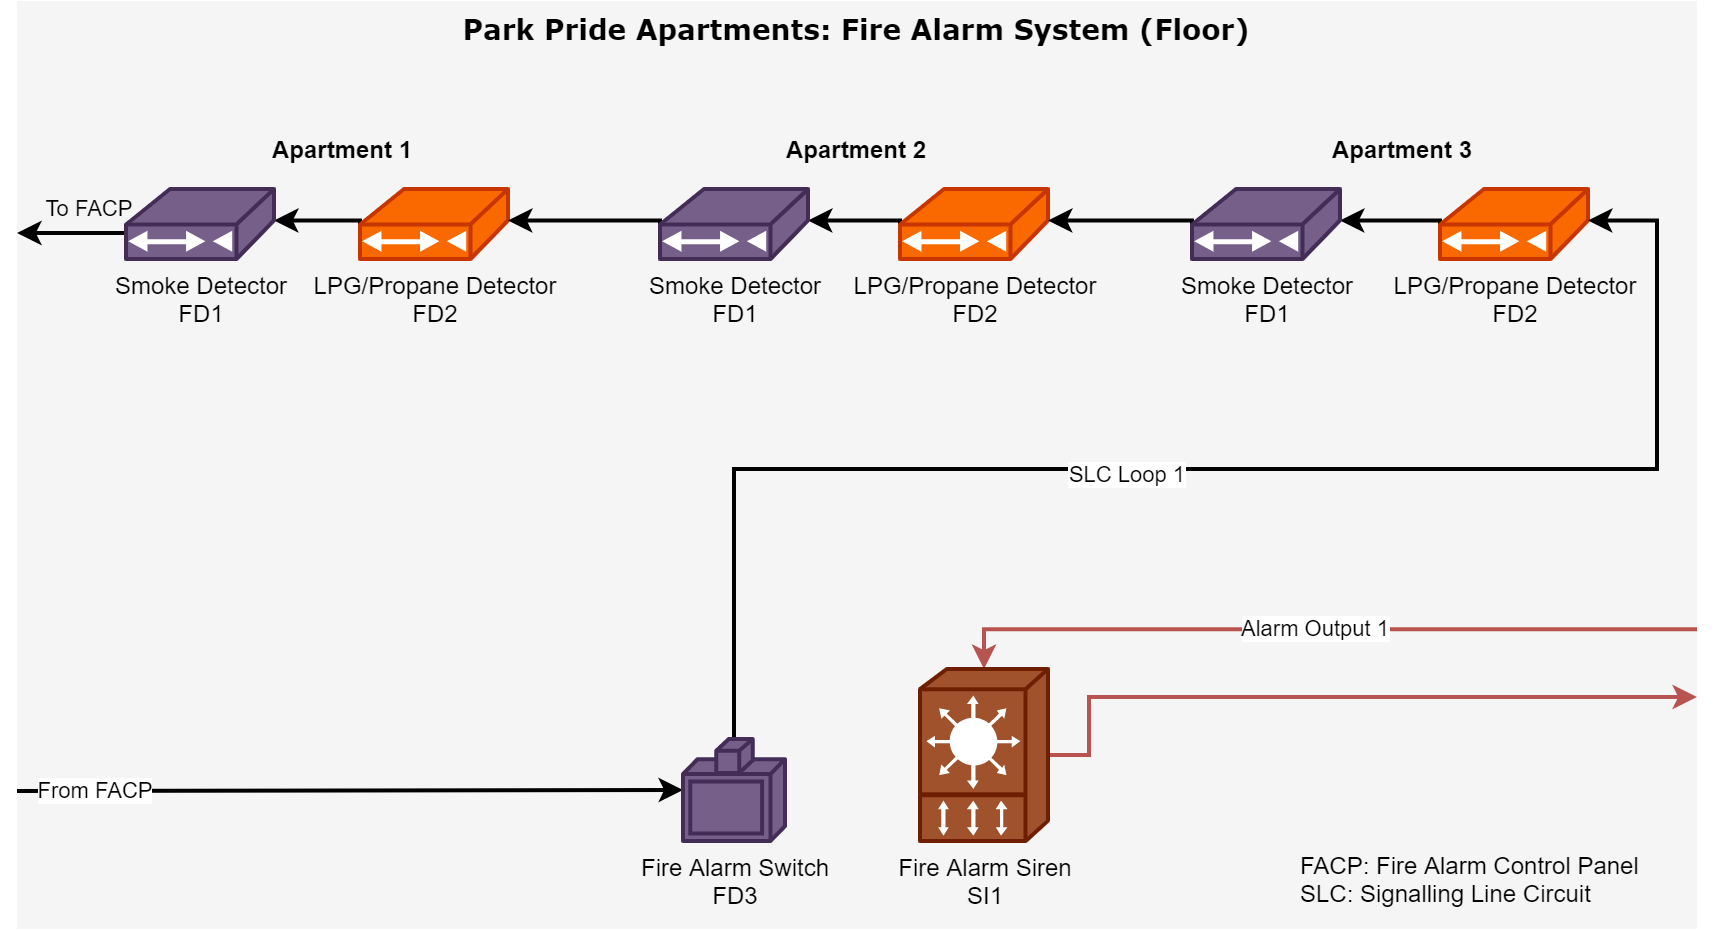 Park Pride Apartments: Fire Alarm System (Floor)
Apartment 1
Apartment 2
Apartment 3
To FACP
Smoke Detector
FD1
LPG/Propane Detector
FD2
Smoke Detector
FD1
LPG/Propane Detector
FD2
Smoke Detector
FD1
LPG/Propane Detector
FD2
SLC Loop 1
Alarm Output 1
From FACP
Fire Alarm Switch
FD3
Fire Alarm Siren
SI1
FACP: Fire Alarm Control Panel
SLC: Signalling Line Circuit